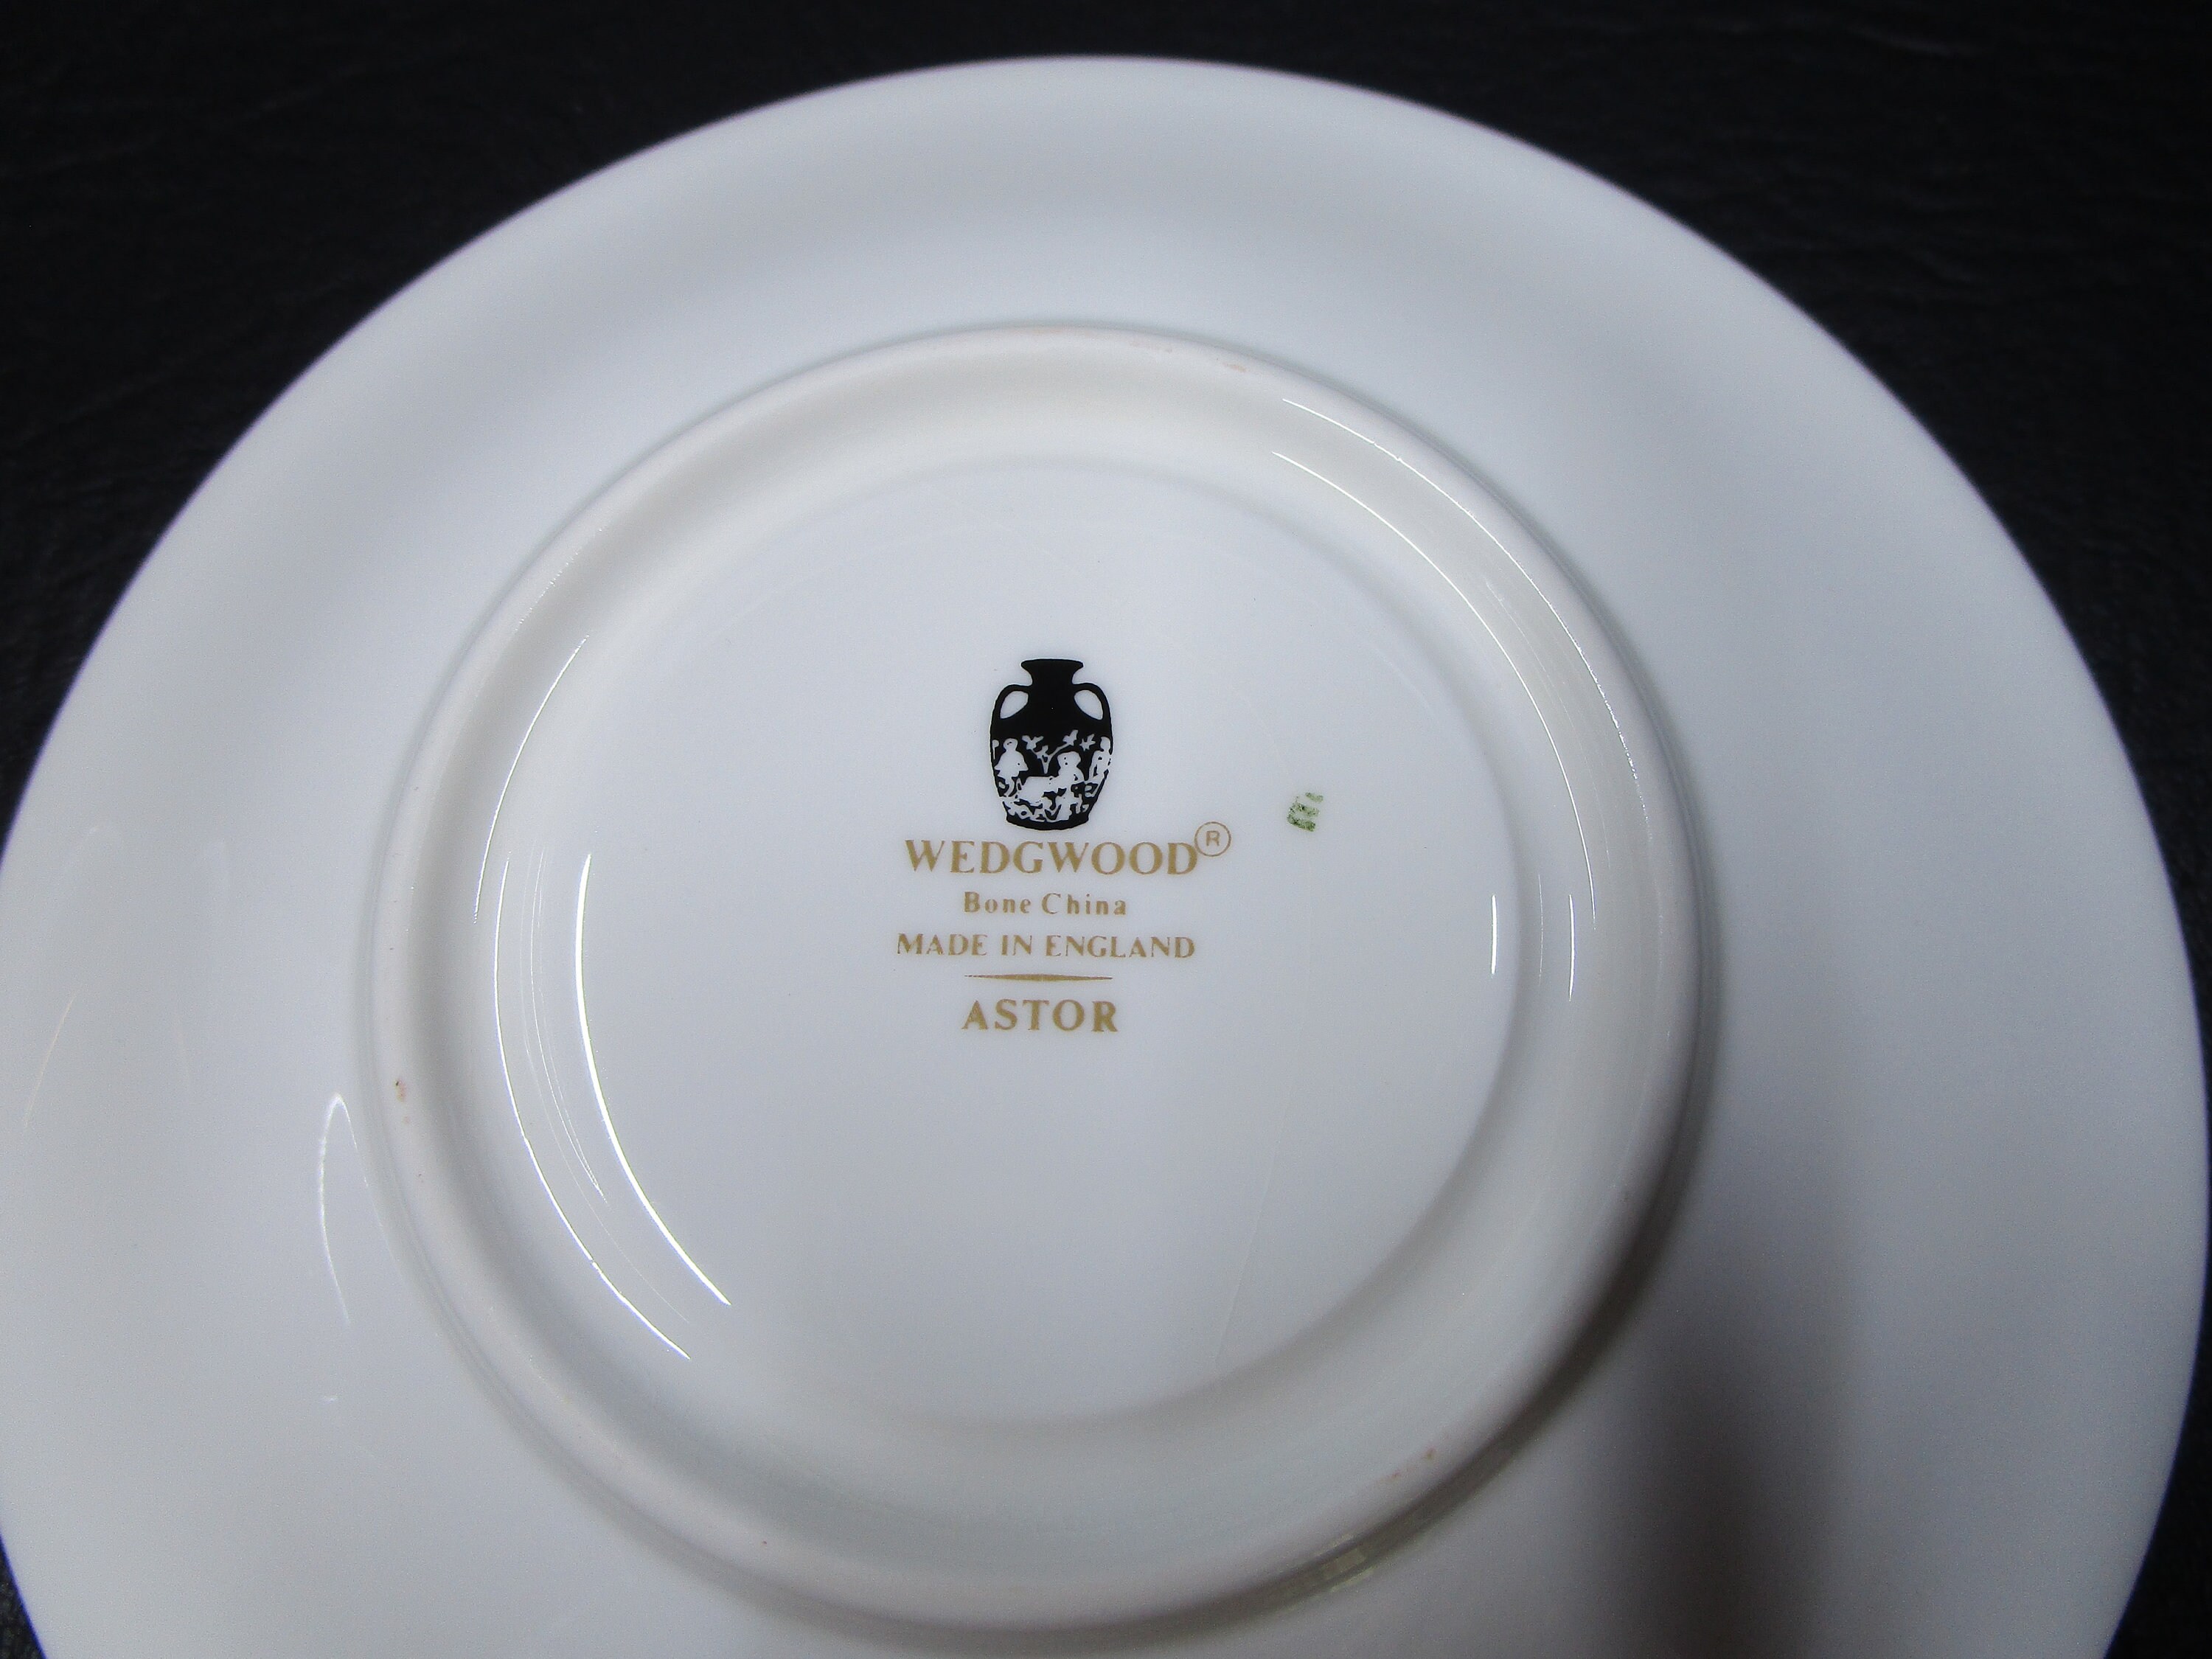 WEDGWOOD®
Bone China
MADE IN ENGLAND
ASTOR